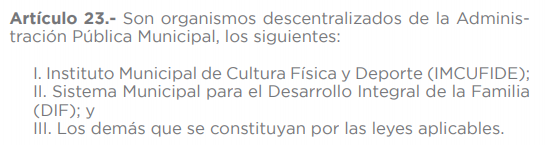 Artículo 23.- Son organismos descentralizados de la Adminis-
tración Pública Municipal, los siguientes:
I. Instituto Municipal de Cultura Física y Deporte (IMCUFIDE);
II. Sistema Municipal para el Desarrollo Integral de la Familia
(DIF); y
III. Los demás que se constituyan por las leyes aplicables.